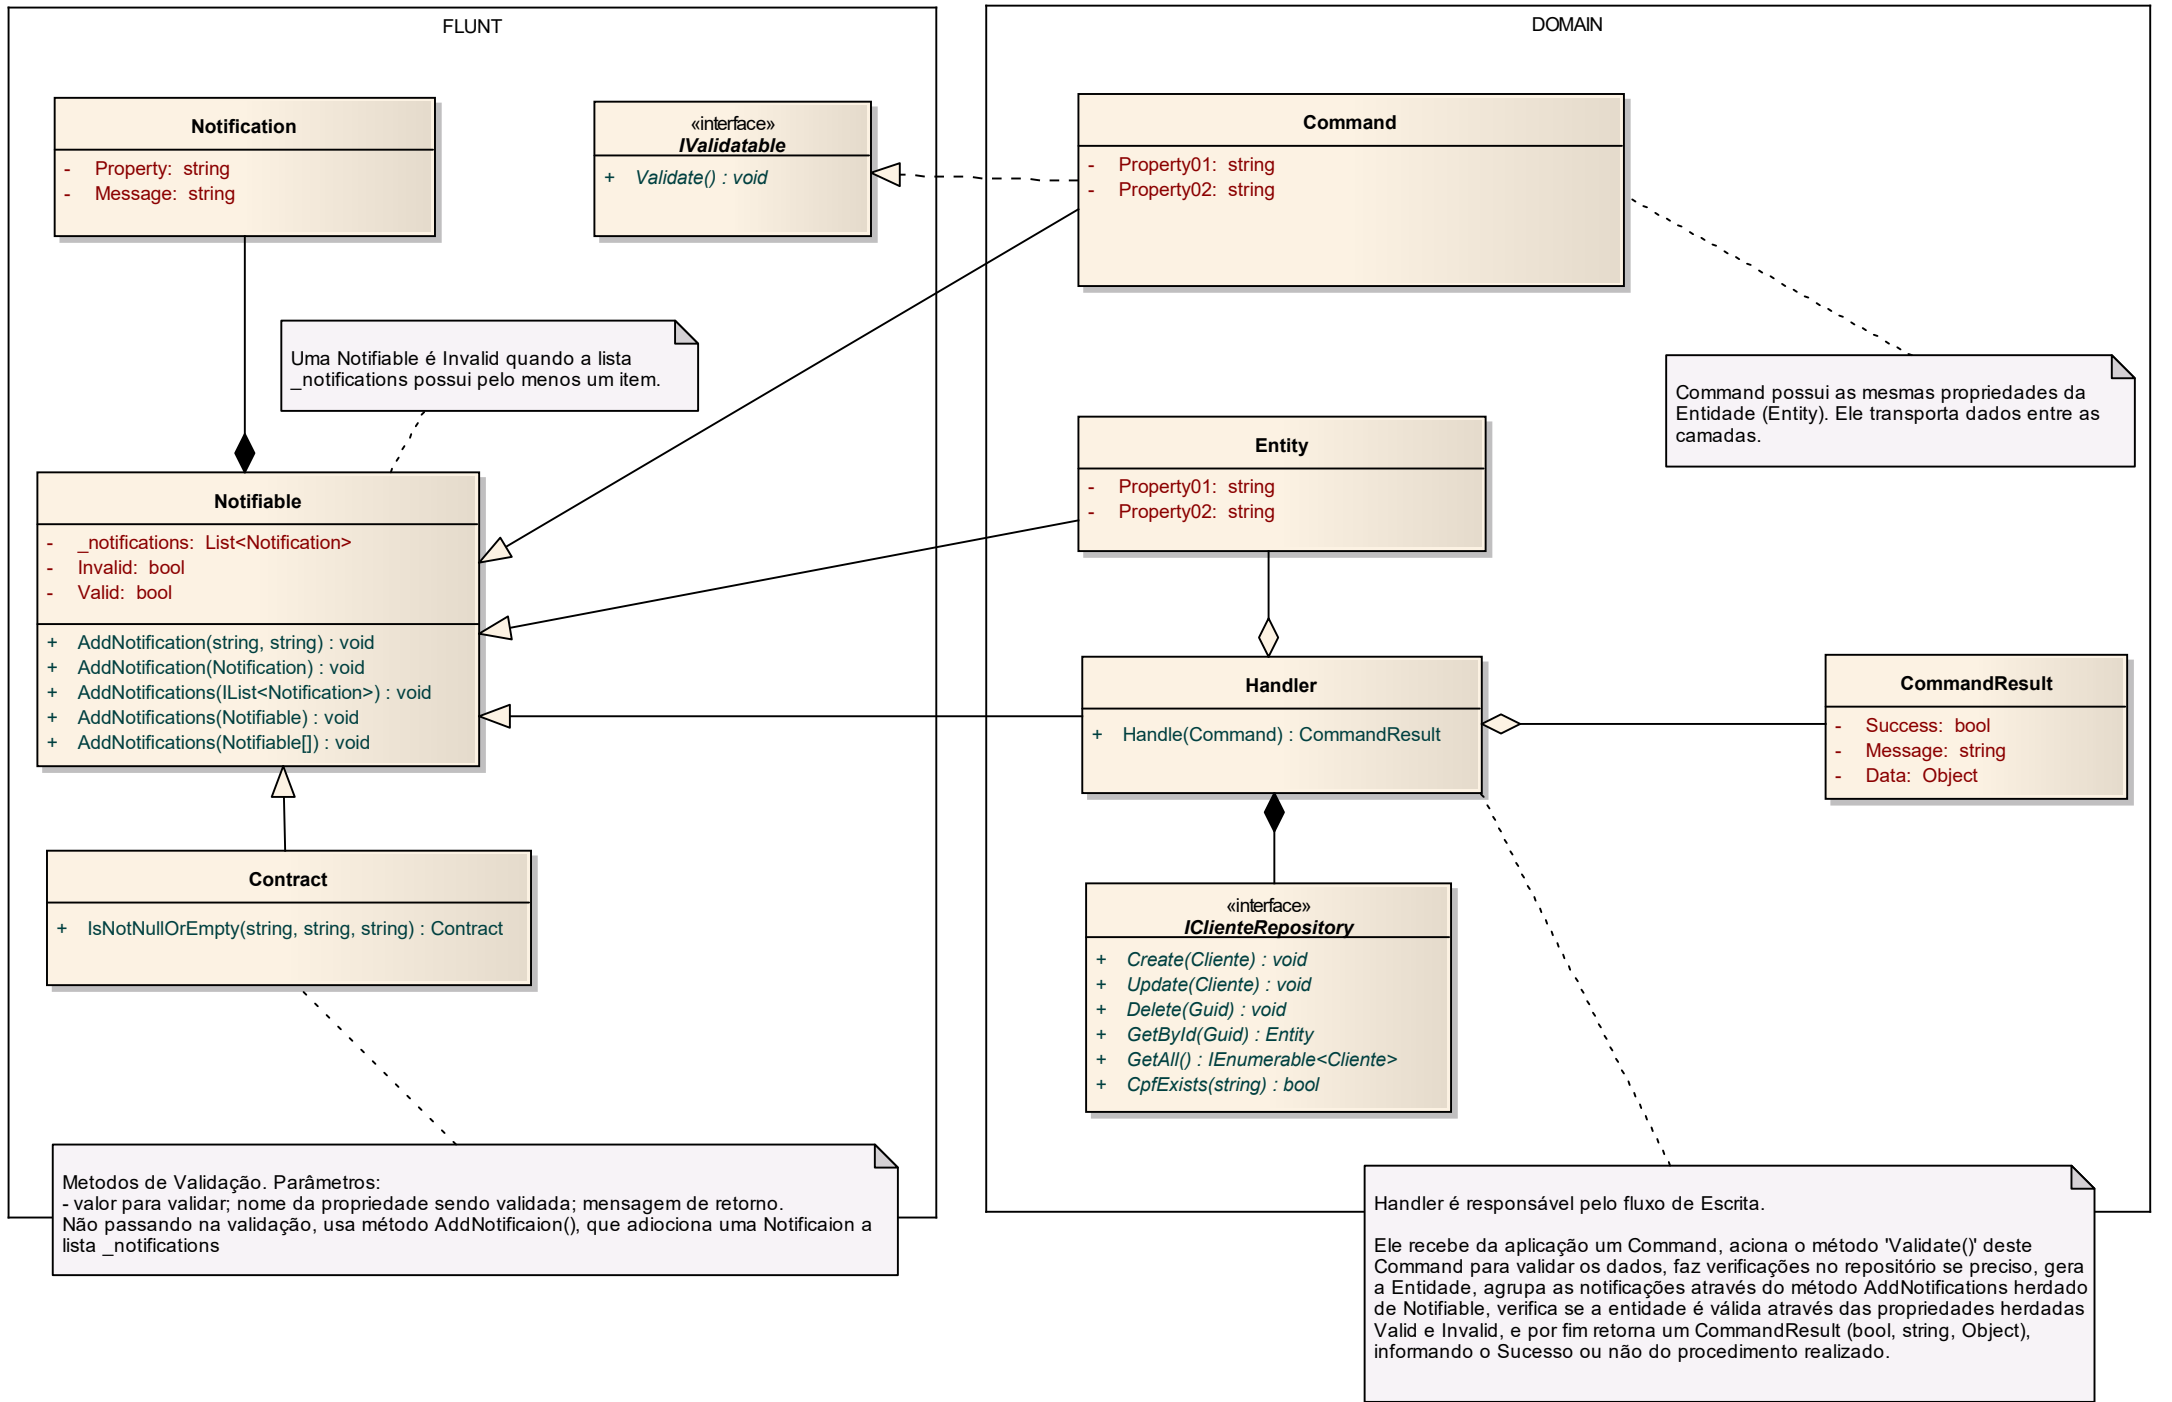 FLUNT
Notification
- Property: string
- Message: string
«interface»
IValidatable
+ Validate() : void
Uma Notifiable é Invalid quando a lista
_notifications possui pelo menos um item.
Notifiable
- _notifications: List<Notification>
- Invalid: bool
- Valid: bool
+ AddNotification(string, string) : void
+ AddNotification(Notification) : void
+ AddNotifications(IList<Notification>) : void
+ AddNotifications(Notifiable) : void
+ AddNotifications(Notifiable[]) : void
Contract
+ IsNotNullOrEmpty(string, string, string) : Contract
Metodos de Validação. Parâmetros:
- valor para validar; nome da propriedade sendo validada; mensagem de retorno.
Não passando na validação, usa método AddNotificaion(), que adiociona uma Notificaion a
lista _notifications
DOMAIN
Command
- Property01: string
- Property02: string
Command possui as mesmas propriedades da
Entidade (Entity). Ele transporta dados entre as
camadas.
Entity
- Property01: string
- Property02: string
Handler
+ Handle(Command) : CommandResult
CommandResult
- Success: bool
- Message: string
- Data: Object
«interface»
IClienteRepository
+ Create(Cliente) : void
+ Update(Cliente) : void
+ Delete(Guid) : void
+ GetById(Guid) : Entity
+ GetAll() : IEnumerable<Cliente>
+ CpfExists(string) : bool
Handler é responsável pelo fluxo de Escrita.
Ele recebe da aplicação um Command, aciona o método 'Validate()' deste
Command para validar os dados, faz verificações no repositório se preciso, gera
a Entidade, agrupa as notificações através do método AddNotifications herdado
de Notifiable, verifica se a entidade é válida através das propriedades herdadas
Valid e Invalid, e por fim retorna um CommandResult (bool, string, Object),
informando o Sucesso ou não do procedimento realizado.